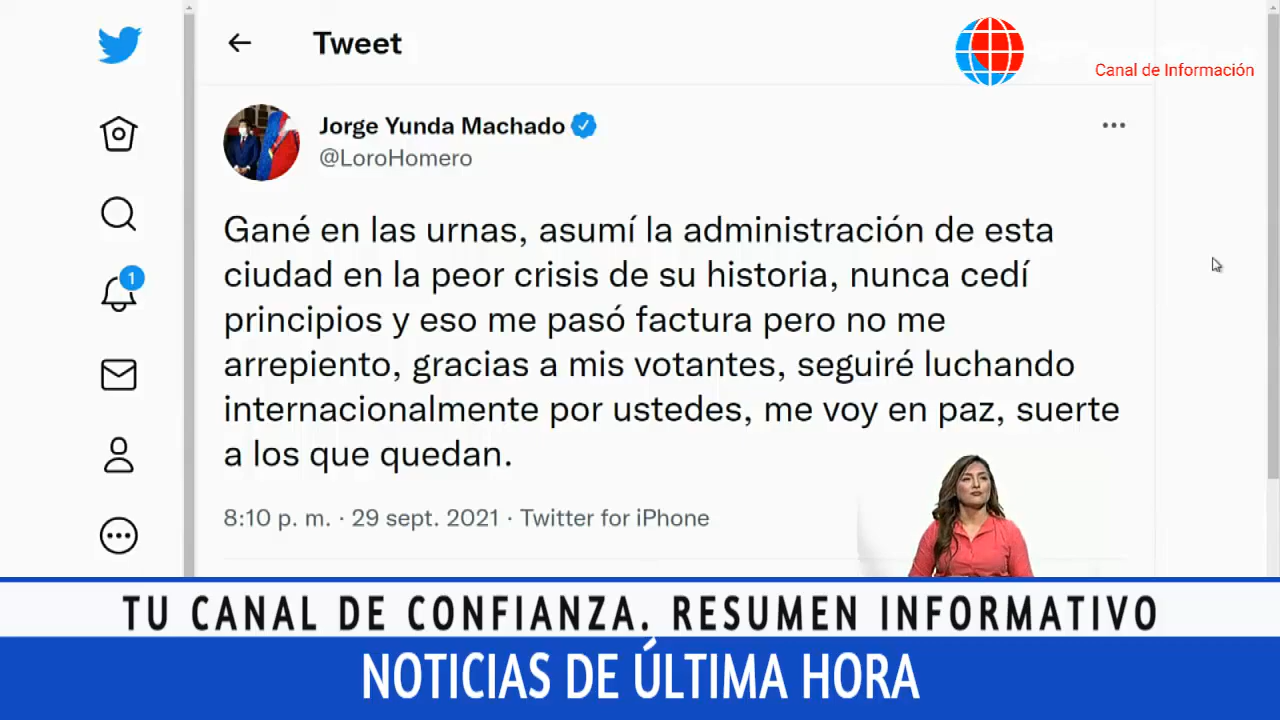 Tweet
Canal de Información
Jorge Yunda Machado
@LoroHomero
Gané en las urnas, asumí la administración de esta
ciudad en la peor crisis de su historia, nunca cedí
principios y eso me pasó factura pero no me
arrepiento, gracias a mis votantes, seguiré luchando
internacionalmente por ustedes, me voy en paz, suerte
a los que quedan.
8:10 p. m. · 29 sept. 2021 · Twitter for iPhone
1
TU CANAL DE CONFIANZA. RESUMEN INFORMATIVO
NOTICIAS DE ÚLTIMA HORA